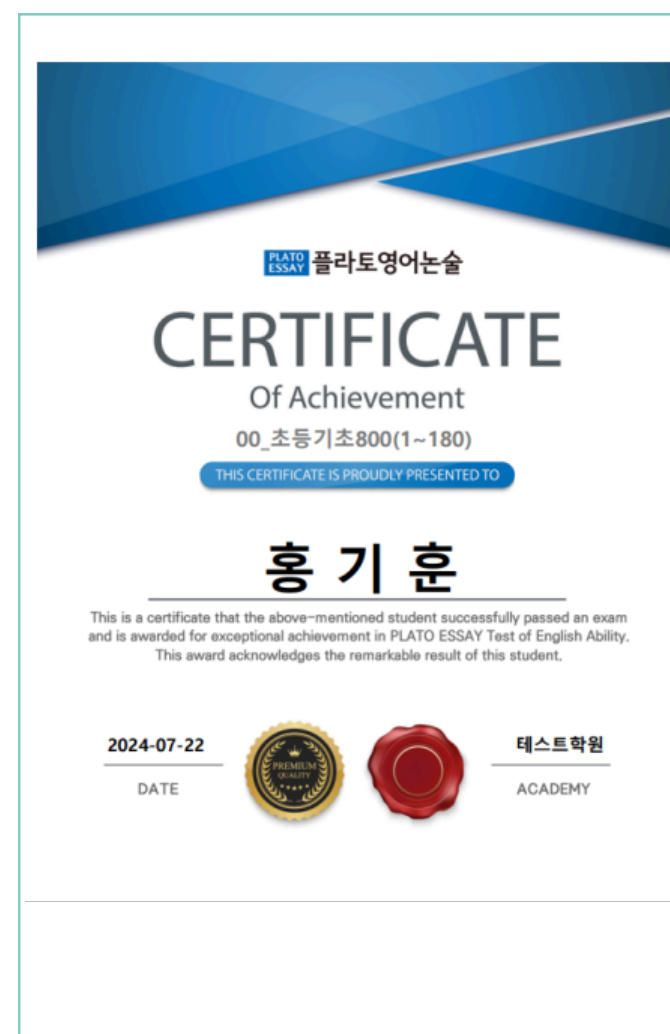 PLATO ESSAY 플라토영어논술
CERTIFICATE
Of Achievement
00_초등기초800(1~180)
THIS CERTIFICATE IS PROUDLY PRESENTED TO
홍 기 훈
This is a certificate that the above-mentioned student successfully passed an exam
and is awarded for exceptional achievement in PLATO ESSAY Test of English Ability.
This award acknowledges the remarkable result of this student.
2024-07-22
DATE
PREMIUM
QUALITY
테스트학원
ACADEMY